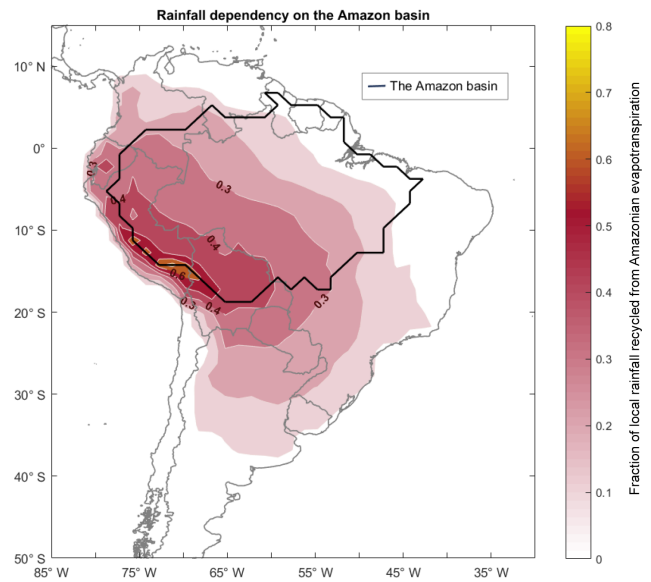 Rainfall dependency on the Amazon basin
The Amazon basin
10° N
0°
10° S
20° S
30° S
40° S
50° S
85° W
75° W
65° W
55° W
45° W
35° W
0.3
0.4
0.3
0.4
0.6
0.3
0.4
0.3
0.8
0.7
0.6
0.5
0.4
0.3
0.2
0.1
0
Fraction of local rainfall recycled from Amazonian evapotranspiration